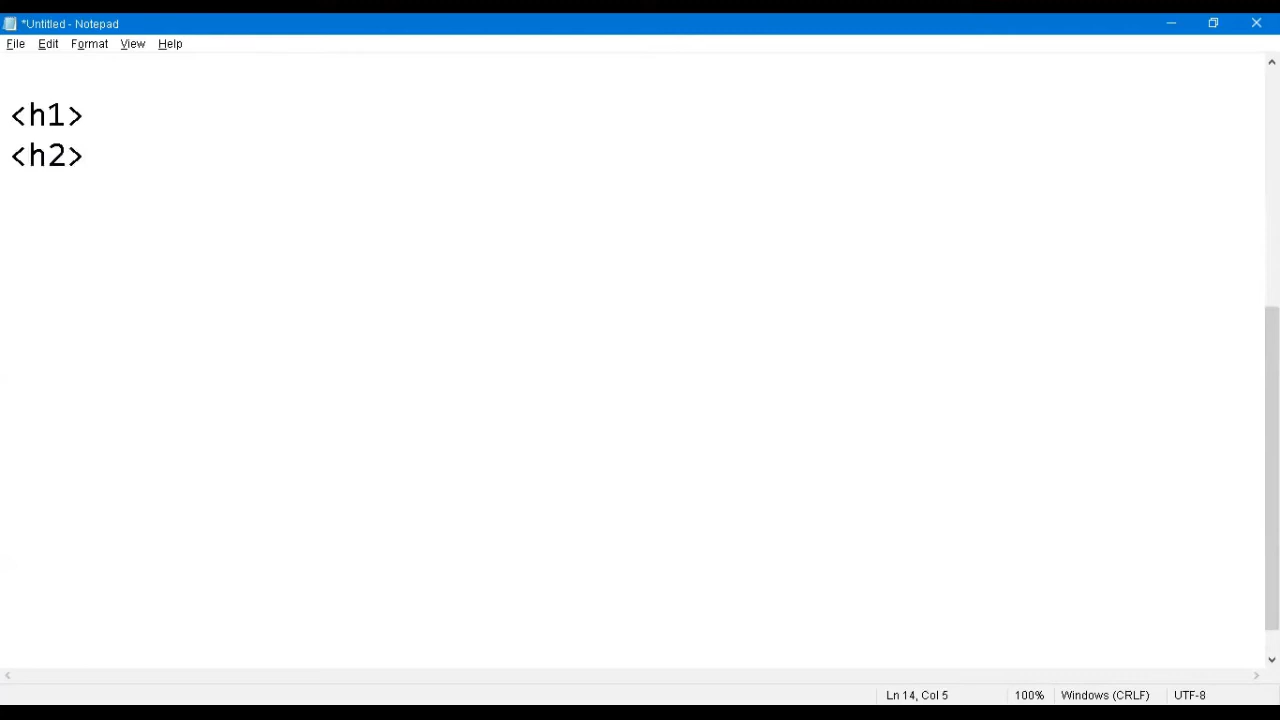 *Untitled - Notepad
File Edit Format View Help
<h1>
<h2>
Ln 14, Col 5 100% Windows (CRLF) UTF-8